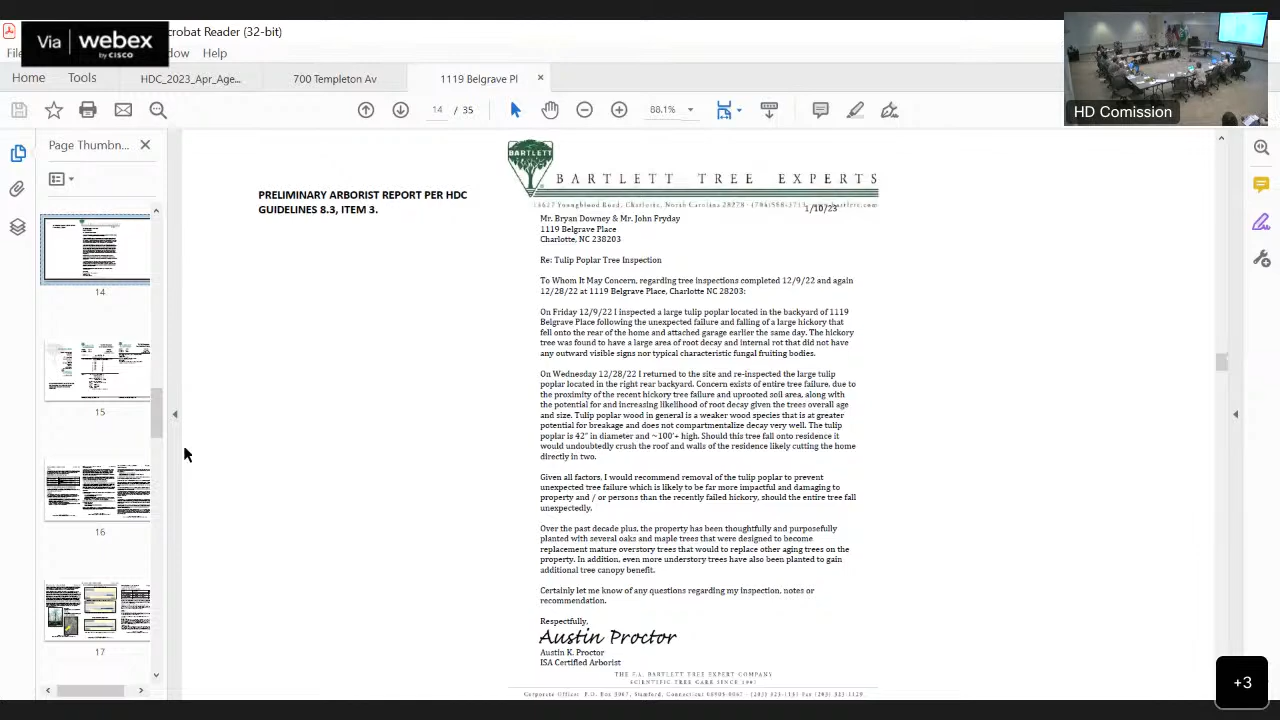 Via webex
by CISCO
crobat Reader (32-bit)
dow Help
Home Tools HDC_2023_Apr_Age... 700 Templeton Av 1119 Belgrave Pl
14 / 35 88.1%
HD Comission
Page Thumbn...
14
15
16
17
PRELIMINARY ARBORIST REPORT PER HDC
GUIDELINES 8.3, ITEM 3.
BARTLETT
BARTLETT TREE EXPERTS
1/10/23
Mr. Bryan Downey & Mr. John Fryday
1119 Belgrave Place
Charlotte, NC 238203
Re: Tulip Poplar Tree Inspection
To Whom It May Concern, regarding tree inspections completed 12/9/22 and again
12/28/22 at 1119 Belgrave Place, Charlotte NC 28203:
On Friday 12/9/22 I inspected a large tulip poplar located in the backyard of 1119
Belgrave Place following the unexpected failure and falling of a large hickory that
fell onto the rear of the home and attached garage earlier the same day. The hickory
tree was found to have a large area of root decay and internal rot that did not have
any outward visible signs nor typical characteristic fungal fruiting bodies.
On Wednesday 12/28/22 I returned to the site and re-inspected the large tulip
poplar located in the right rear backyard. Concern exists of entire tree failure, due to
the proximity of the recent hickory tree failure and uprooted soil area, along with
the potential for and increasing likelihood of root decay given the trees overall age
and size. Tulip poplar wood in general is a weaker wood species that is at greater
potential for breakage and does not compartmentalize decay very well. The tulip
poplar is 42" in diameter and ~100'+ high. Should this tree fall onto residence it
would undoubtedly crush the roof and walls of the residence likely cutting the home
directly in two.
Given all factors, I would recommend removal of the tulip poplar to prevent
unexpected tree failure which is likely to be far more impactful and damaging to
property and / or persons than the recently failed hickory, should the entire tree fall
unexpectedly.
Over the past decade plus, the property has been thoughtfully and purposefully
planted with several oaks and maple trees that were designed to become
replacement mature overstory trees that would to replace other aging trees on the
property. In addition, even more understory trees have also been planted to gain
additional tree canopy benefit.
Certainly let me know of any questions regarding my inspection, notes or
recommendation.
Respectfully,
Austin Proctor
Austin K. Proctor
ISA Certified Arborist
THE F.A. BARTLETT TREE EXPERT COMPANY
SCIENTIFIC TREE CARE SINCE 1907
Corporate Office: P.O. Box 3067, Stamford, Connecticut
+3